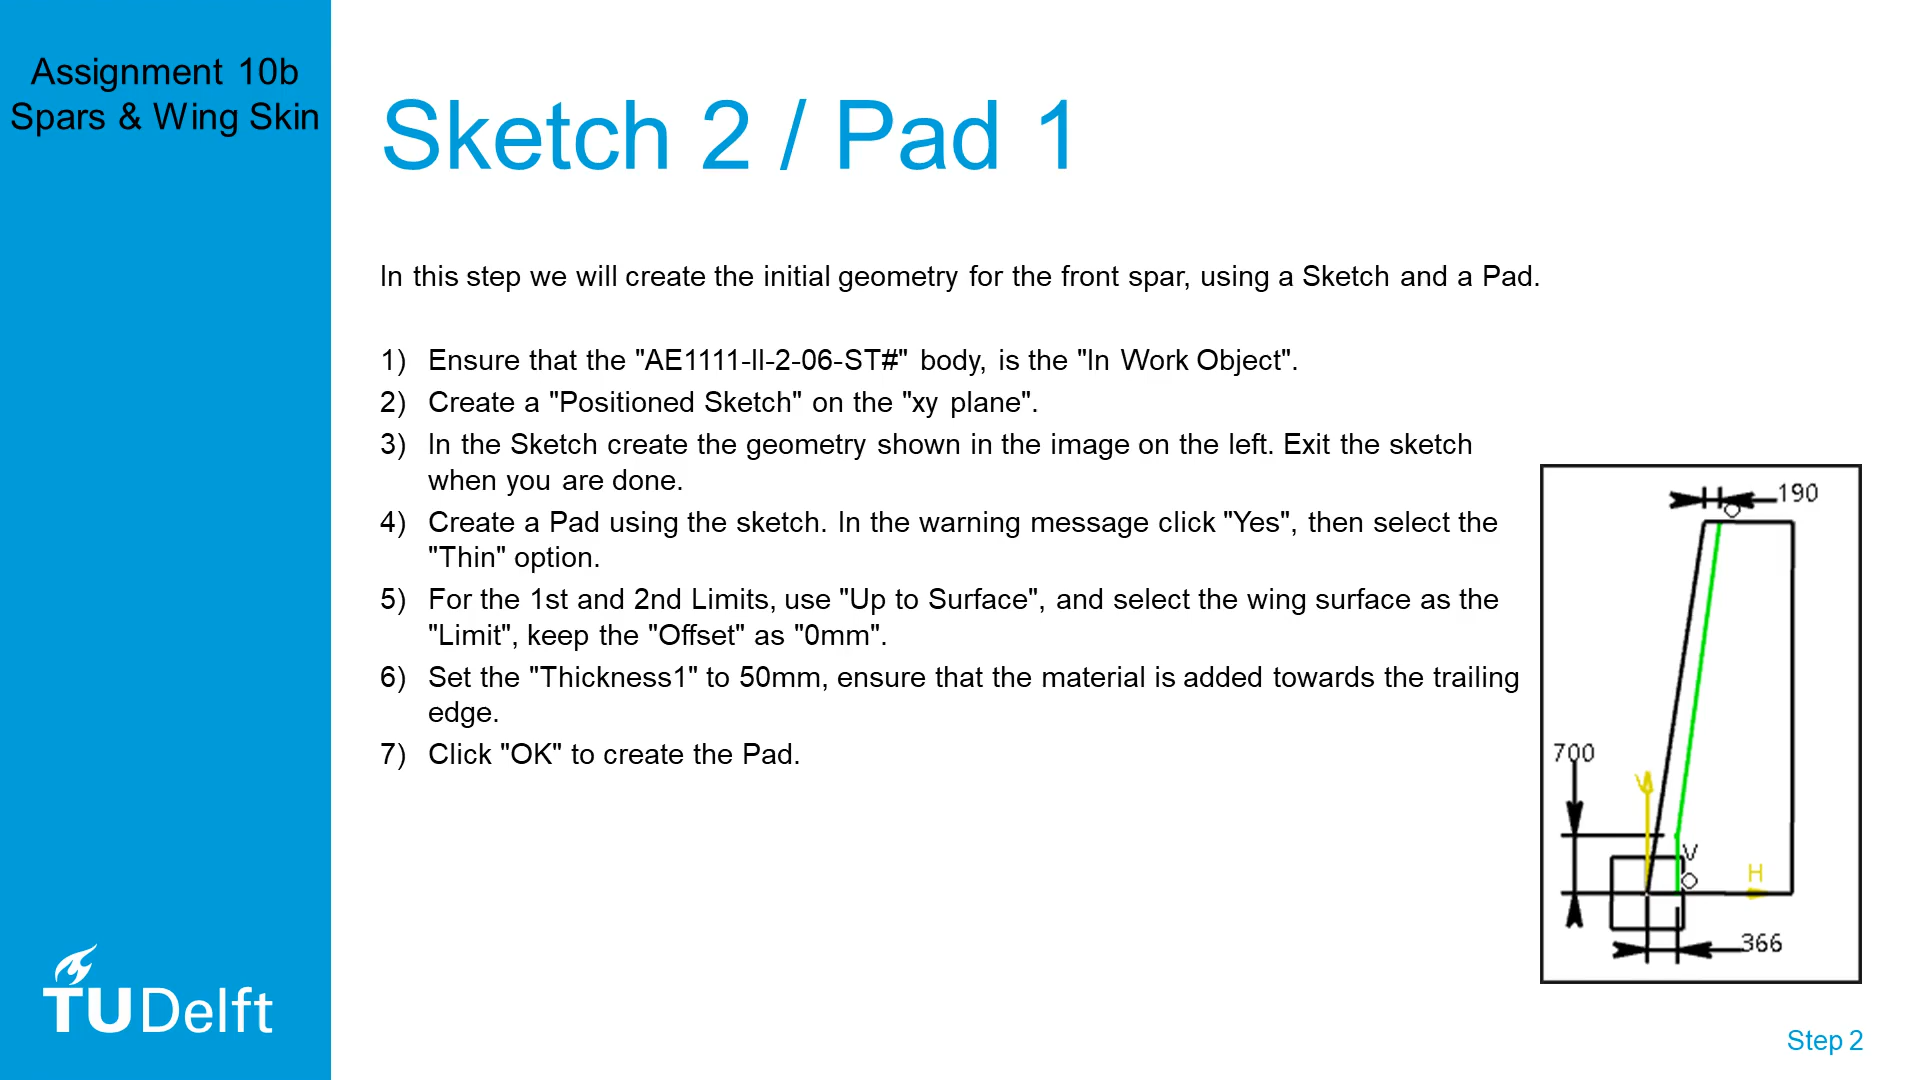 Assignment 10b
Spars & Wing Skin
Sketch 2 / Pad 1
In this step we will create the initial geometry for the front spar, using a Sketch and a Pad.
1) Ensure that the "AE1111-II-2-06-ST#" body, is the "In Work Object".
2) Create a "Positioned Sketch" on the "xy plane".
3) In the Sketch create the geometry shown in the image on the left. Exit the sketch
when you are done.
4) Create a Pad using the sketch. In the warning message click "Yes", then select the
"Thin" option.
5) For the 1st and 2nd Limits, use "Up to Surface", and select the wing surface as the
"Limit", keep the "Offset" as "0mm".
6) Set the "Thickness1" to 50mm, ensure that the material is added towards the trailing
edge.
7) Click "OK" to create the Pad.
190
700
V
V
H
366
TU Delft
Step 2